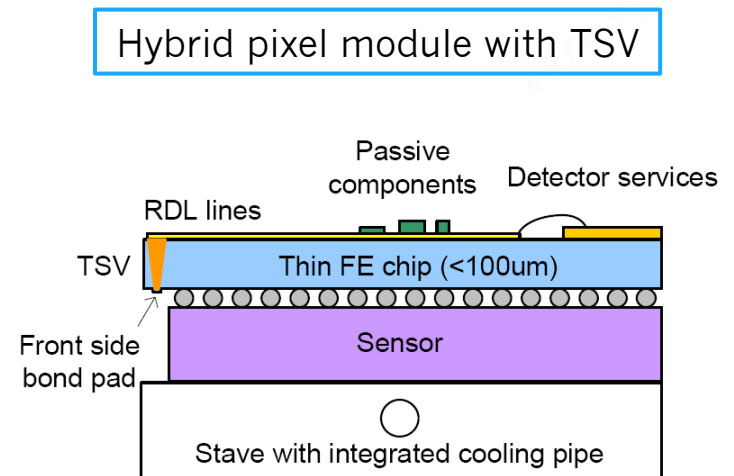 Hybrid pixel module with TSV
Passive
components
Detector services
RDL lines
TSV
Thin FE chip (<100um)
Front side
bond pad
Sensor
Stave with integrated cooling pipe